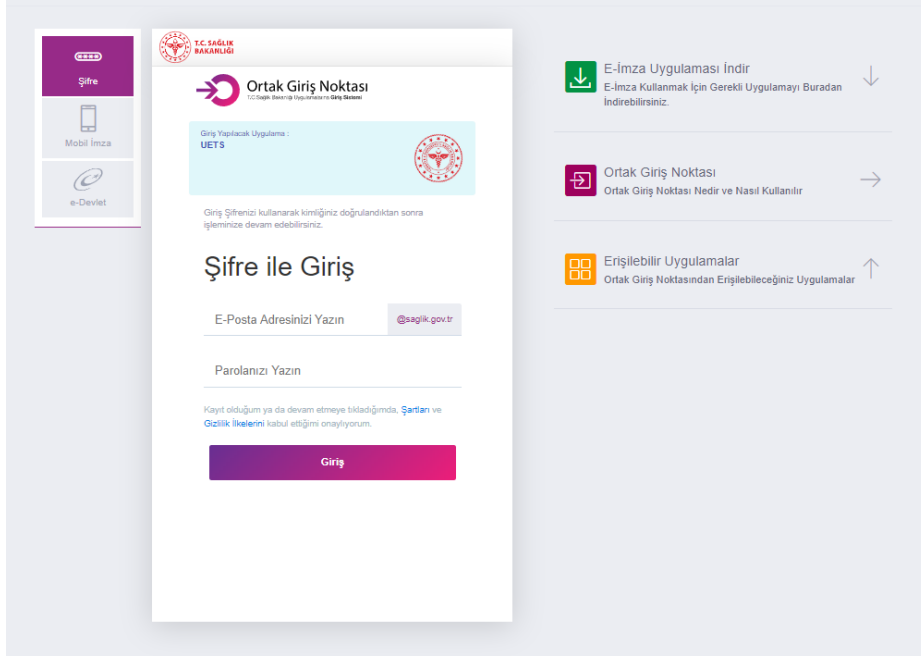 Şifre
Mobil İmza
e-Devlet
T.C. SAĞLIK
BAKANLIĞI
Ortak Giriş Noktası
T.C Sağlık Bakanlığı Uygulamalarına Giriş Sistemi
Giriş Yapılacak Uygulama :
UETS
Giriş Şifrenizi kullanarak kimliğiniz doğrulandıktan sonra
işleminize devam edebilirsiniz.
Şifre ile Giriş
E-Posta Adresinizi Yazın @saglik.gov.tr
Parolanızı Yazın
Kayıt olduğum ya da devam etmeye tıkladığımda, Şartları ve
Gizlilik İlkelerini kabul ettiğimi onaylıyorum.
Giriş
E-İmza Uygulaması İndir
E-İmza Kullanmak İçin Gerekli Uygulamayı Buradan
İndirebilirsiniz.
Ortak Giriş Noktası
Ortak Giriş Noktası Nedir ve Nasıl Kullanılır
Erişilebilir Uygulamalar
Ortak Giriş Noktasından Erişilebileceğiniz Uygulamalar